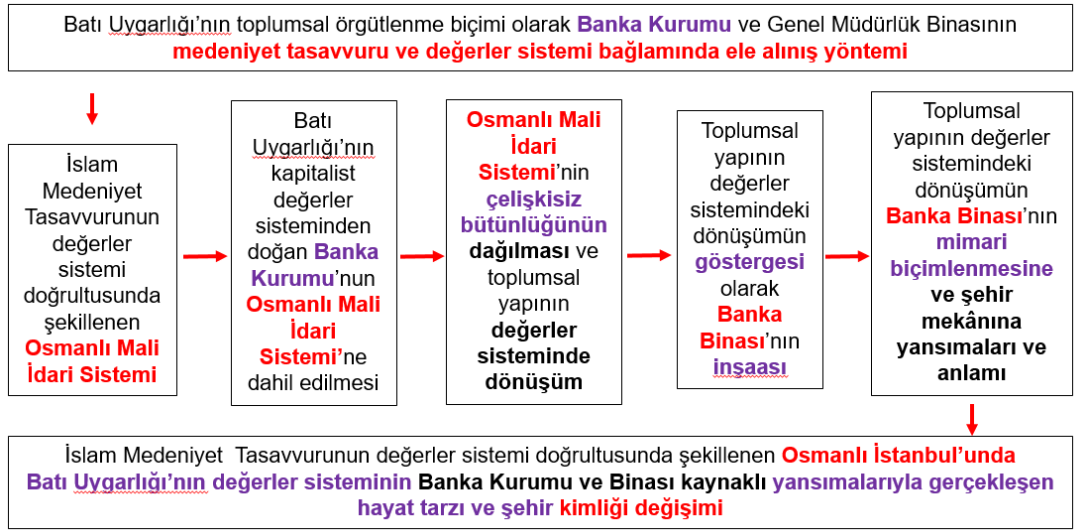 Batı Uygarlığı’nın toplumsal örgütlenme biçimi olarak Banka Kurumu ve Genel Müdürlük Binasının
medeniyet tasavvuru ve değerler sistemi bağlamında ele alınış yöntemi
İslam
Medeniyet
Tasavvurunun
değerler
sistemi
doğrultusunda
şekillenen
Osmanlı Mali
İdari Sistemi
Batı
Uygarlığı’nın
kapitalist
değerler
sisteminden
doğan Banka
Kurumu’nun
Osmanlı Mali
İdari
Sistemi’ne
dahil edilmesi
Osmanlı Mali
İdari
Sistemi’nin
çelişkisiz
bütünlüğünün
dağılması ve
toplumsal
yapının
değerler
sisteminde
dönüşüm
Toplumsal
yapının
değerler
sistemindeki
dönüşümün
göstergesi
olarak
Banka
Binası’nın
inşaası
Toplumsal
yapının değerler
sistemindeki
dönüşümün
Banka Binası’nın
mimari
biçimlenmesine
ve şehir
mekânına
yansımaları ve
anlamı
İslam Medeniyet Tasavvurunun değerler sistemi doğrultusunda şekillenen Osmanlı İstanbul’unda
Batı Uygarlığı’nın değerler sisteminin Banka Kurumu ve Binası kaynaklı yansımalarıyla gerçekleşen
hayat tarzı ve şehir kimliği değişimi